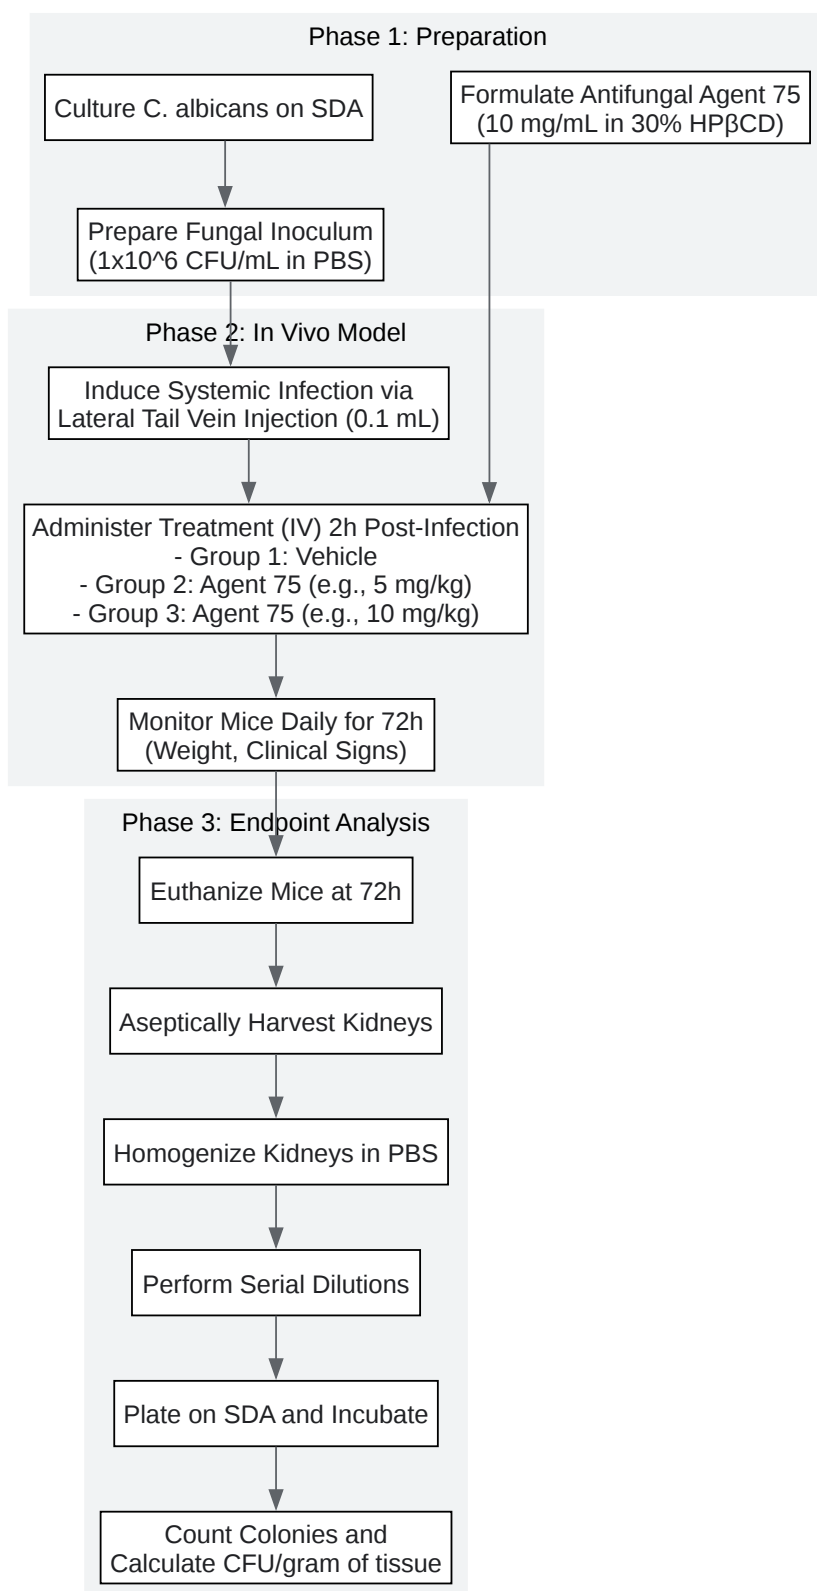 Phase 1: Preparation
Culture C. albicans on SDA
Formulate Antifungal Agent 75
(10 mg/mL in 30% HPβCD)
Prepare Fungal Inoculum
(1x10^6 CFU/mL in PBS)
Phase 2: In Vivo Model
Induce Systemic Infection via
Lateral Tail Vein Injection (0.1 mL)
Administer Treatment (IV) 2h Post-Infection
- Group 1: Vehicle
- Group 2: Agent 75 (e.g., 5 mg/kg)
- Group 3: Agent 75 (e.g., 10 mg/kg)
Monitor Mice Daily for 72h
(Weight, Clinical Signs)
Phase 3: Endpoint Analysis
Euthanize Mice at 72h
Aseptically Harvest Kidneys
Homogenize Kidneys in PBS
Perform Serial Dilutions
Plate on SDA and Incubate
Count Colonies and
Calculate CFU/gram of tissue